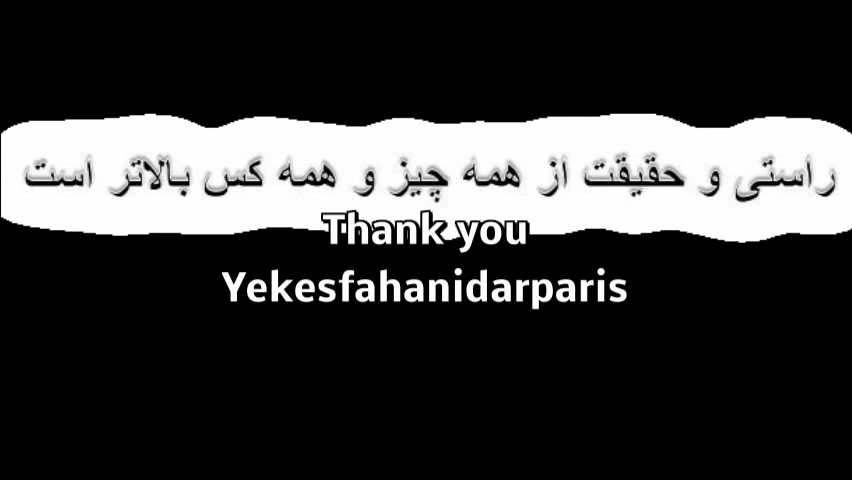 راستی و حقیقت از همه چیز و همه کس بالاتر است
Thank you
Yekesfahanidarparis